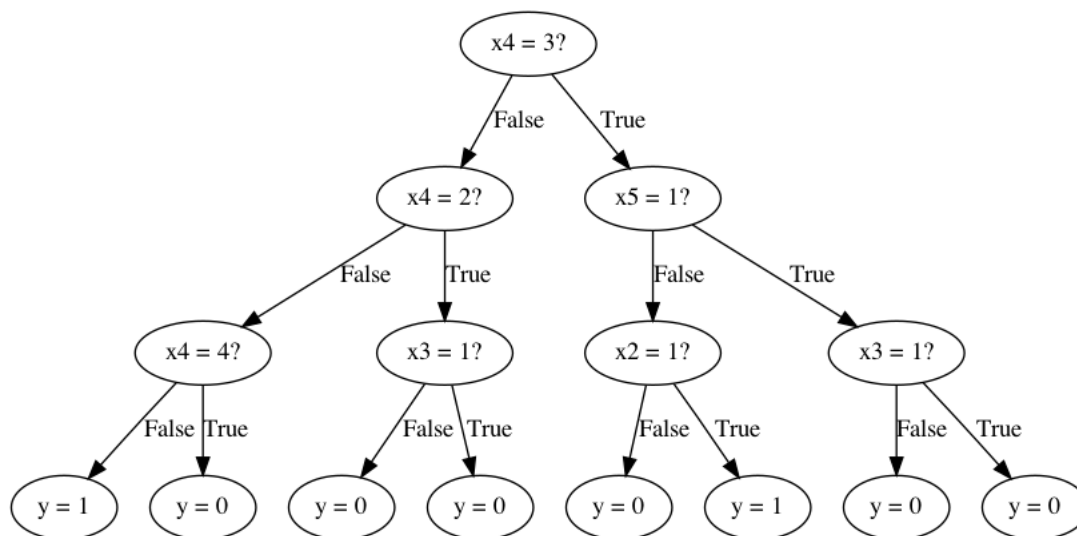 x4 = 3?
False
True
x4 = 2?
x5 = 1?
False
True
False
True
x4 = 4?
x3 = 1?
x2 = 1?
x3 = 1?
False
True
False
True
False
True
False
True
y = 1
y = 0
y = 0
y = 0
y = 0
y = 1
y = 0
y = 0